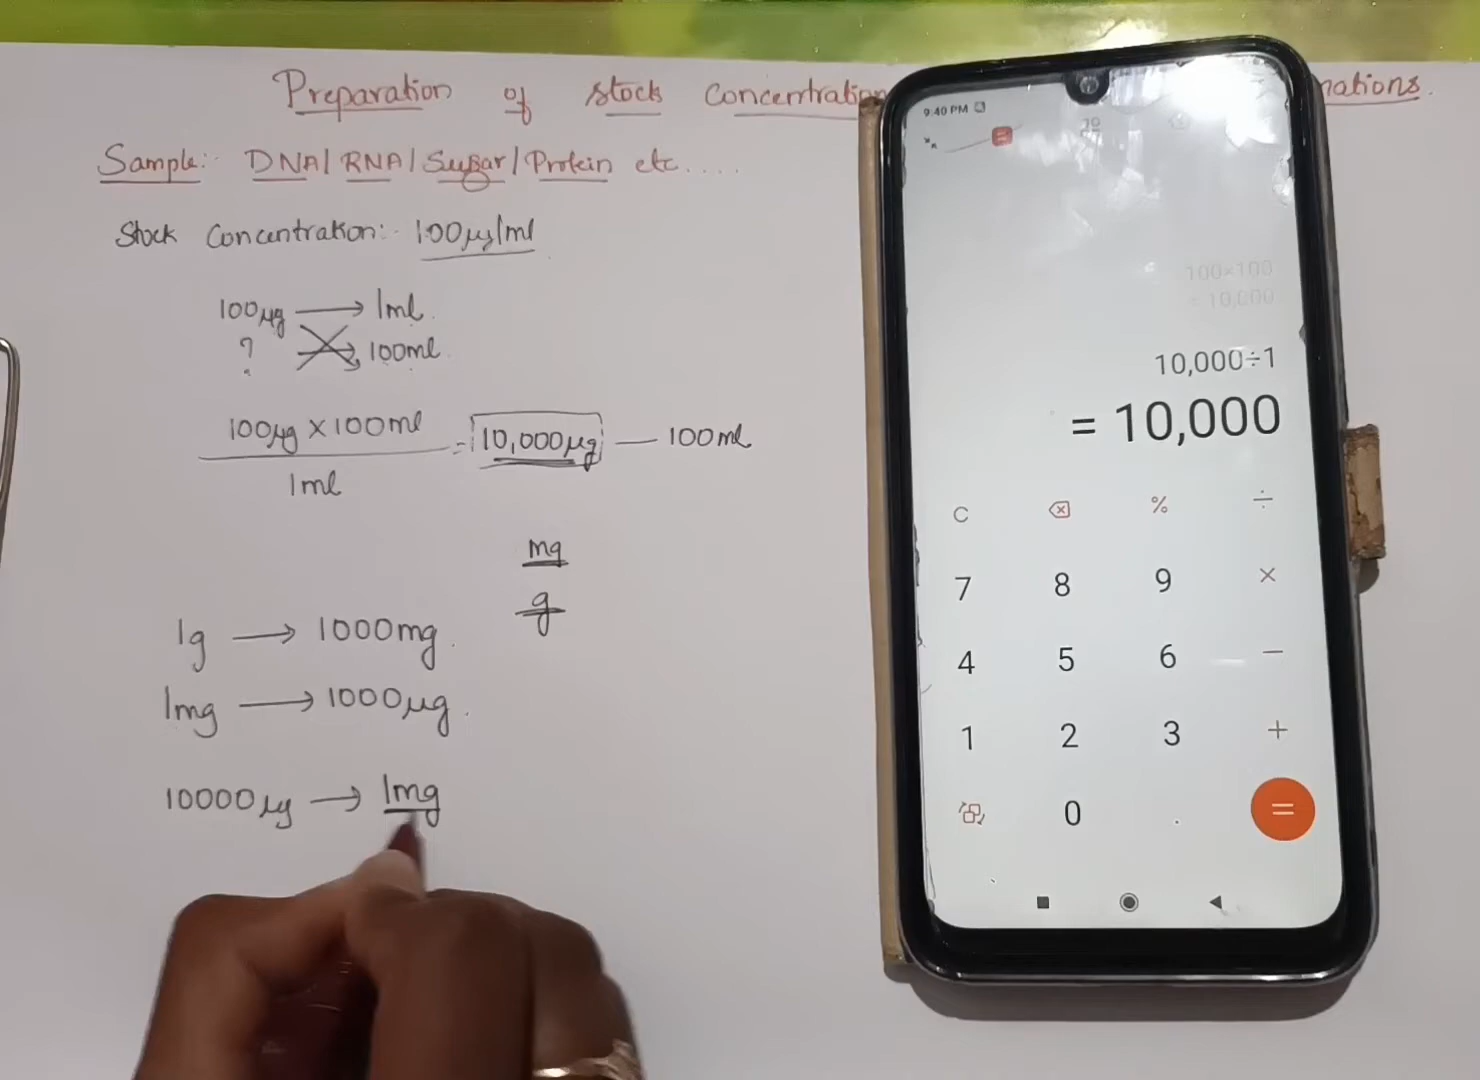 Preparation of stock concentration
nations.
Sample:- DNA/RNA/Sugar/Protein etc....
Stock Concentration:- 100µg/ml
100µg → 1ml.
? 100ml.
100µg × 100ml = 10,000µg — 100ml
1ml
mg
g
1g → 1000mg.
1mg → 1000µg.
10000µg → 1mg
9:40 PM
100×100
= 10,000
10,000÷1
= 10,000
C % ÷
7 8 9 ×
4 5 6 −
1 2 3 +
0 . =